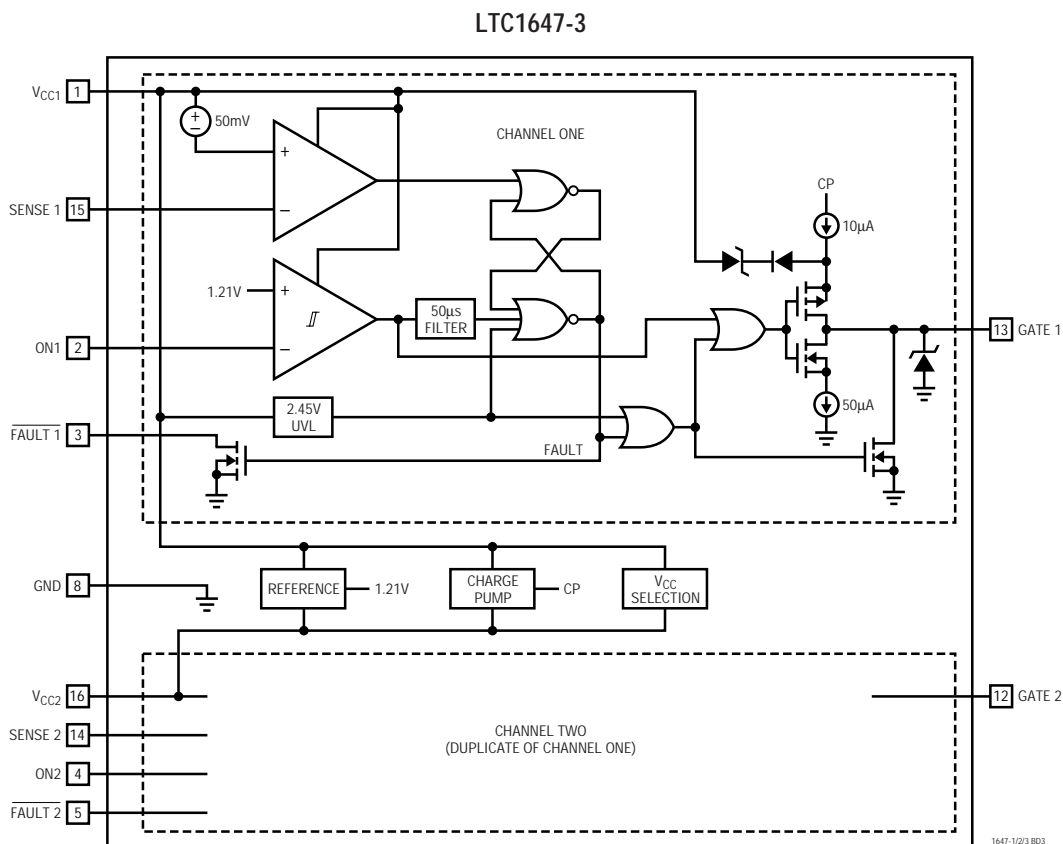 LTC1647-3
VCC1 1
+
–
50mV
CHANNEL ONE
+
–
SENSE 1 15
CP
10µA
1.21V
+
–
50µs
FILTER
ON1 2
13 GATE 1
2.45V
UVL
50µA
FAULT 1 3
FAULT
GND 8
REFERENCE
1.21V
CHARGE
PUMP
CP
VCC
SELECTION
VCC2 16
12 GATE 2
SENSE 2 14
CHANNEL TWO
(DUPLICATE OF CHANNEL ONE)
ON2 4
FAULT 2 5
1647-1/2/3 BD3